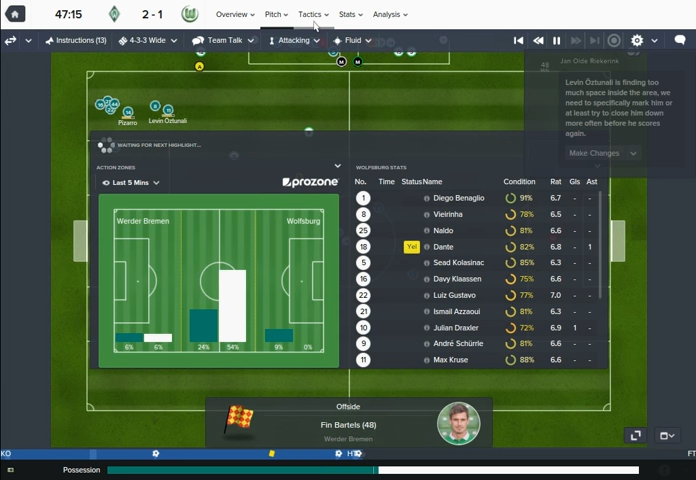 47:15
2 - 1
Overview
Pitch
Tactics
Stats
Analysis
Instructions (13)
4-3-3 Wide
Team Talk
Attacking
Fluid
A
M
M
48
Jan Olde Riekerink
Levin Öztunali is finding too
much space inside the area, we
need to specifically mark him or
at least try to close him down
more often before he scores
again.
Make Changes
Pizarro
Levin Öztunali
WAITING FOR NEXT HIGHLIGHT...
ACTION ZONES
Last 5 Mins
prozone
Werder Bremen
Wolfsburg
6% 6% 24% 54% 9% 0%
WOLFSBURG STATS
No. Time Status Name Condition Rat Gls Ast
1 Diego Benaglio 91% 6.7 - -
8 Vieirinha 78% 6.5 - -
25 Naldo 81% 6.6 - -
18 Yel Dante 82% 6.8 - 1
5 Sead Kolasinac 85% 6.3 - -
16 Davy Klaassen 75% 6.6 - -
22 Luiz Gustavo 77% 7.0 - -
21 Ismail Azzaoui 81% 6.3 - -
10 Julian Draxler 72% 6.9 1 -
9 André Schürrle 81% 6.6 - -
11 Max Kruse 88% 6.6 - -
Offside
Fin Bartels (48)
Werder Bremen
KO
HT
FT
Possession